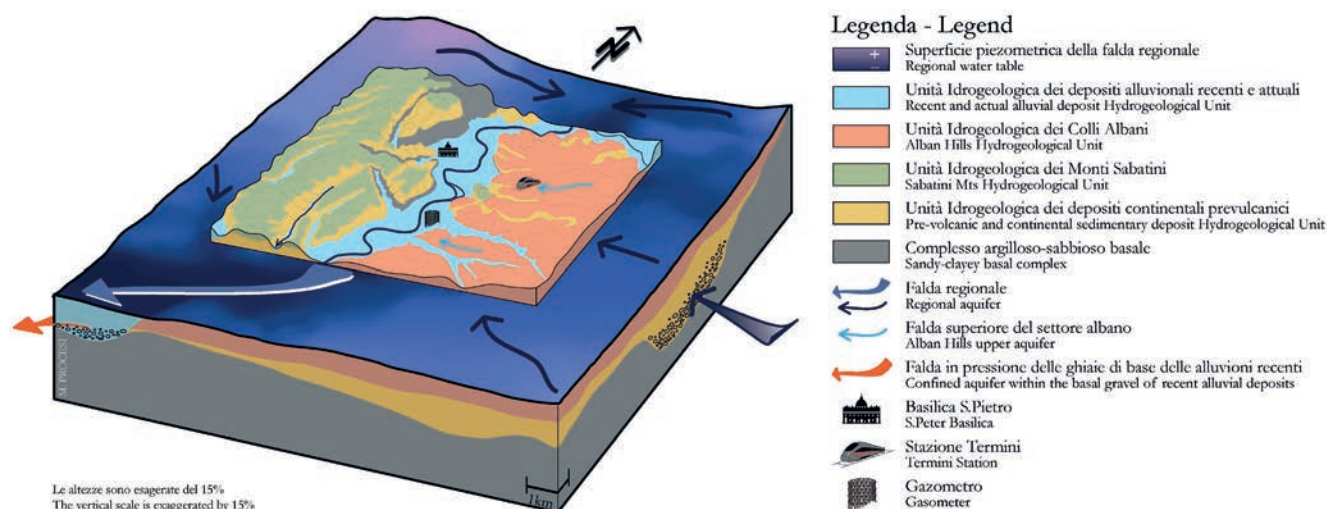 Legenda - Legend
Superficie piezometrica della falda regionale
Regional water table
+
–
Unità Idrogeologica dei depositi alluvionali recenti e attuali
Recent and actual alluvial deposit Hydrogeological Unit
Unità Idrogeologica dei Colli Albani
Alban Hills Hydrogeological Unit
Unità Idrogeologica dei Monti Sabatini
Sabatini Mts Hydrogeological Unit
Unità Idrogeologica dei depositi continentali prevulcanici
Pre-volcanic and continental sedimentary deposit Hydrogeological Unit
Complesso argilloso-sabbioso basale
Sandy-clayey basal complex
Falda regionale
Regional aquifer
Falda superiore del settore albano
Alban Hills upper aquifer
Falda in pressione delle ghiaie di base delle alluvioni recenti
Confined aquifer within the basal gravel of recent alluvial deposits
Basilica S.Pietro
S.Peter Basilica
Stazione Termini
Termini Station
Gazometro
Gasometer
N
M. PROCESI
1km
Le altezze sono esagerate del 15%
The vertical scale is exaggerated by 15%